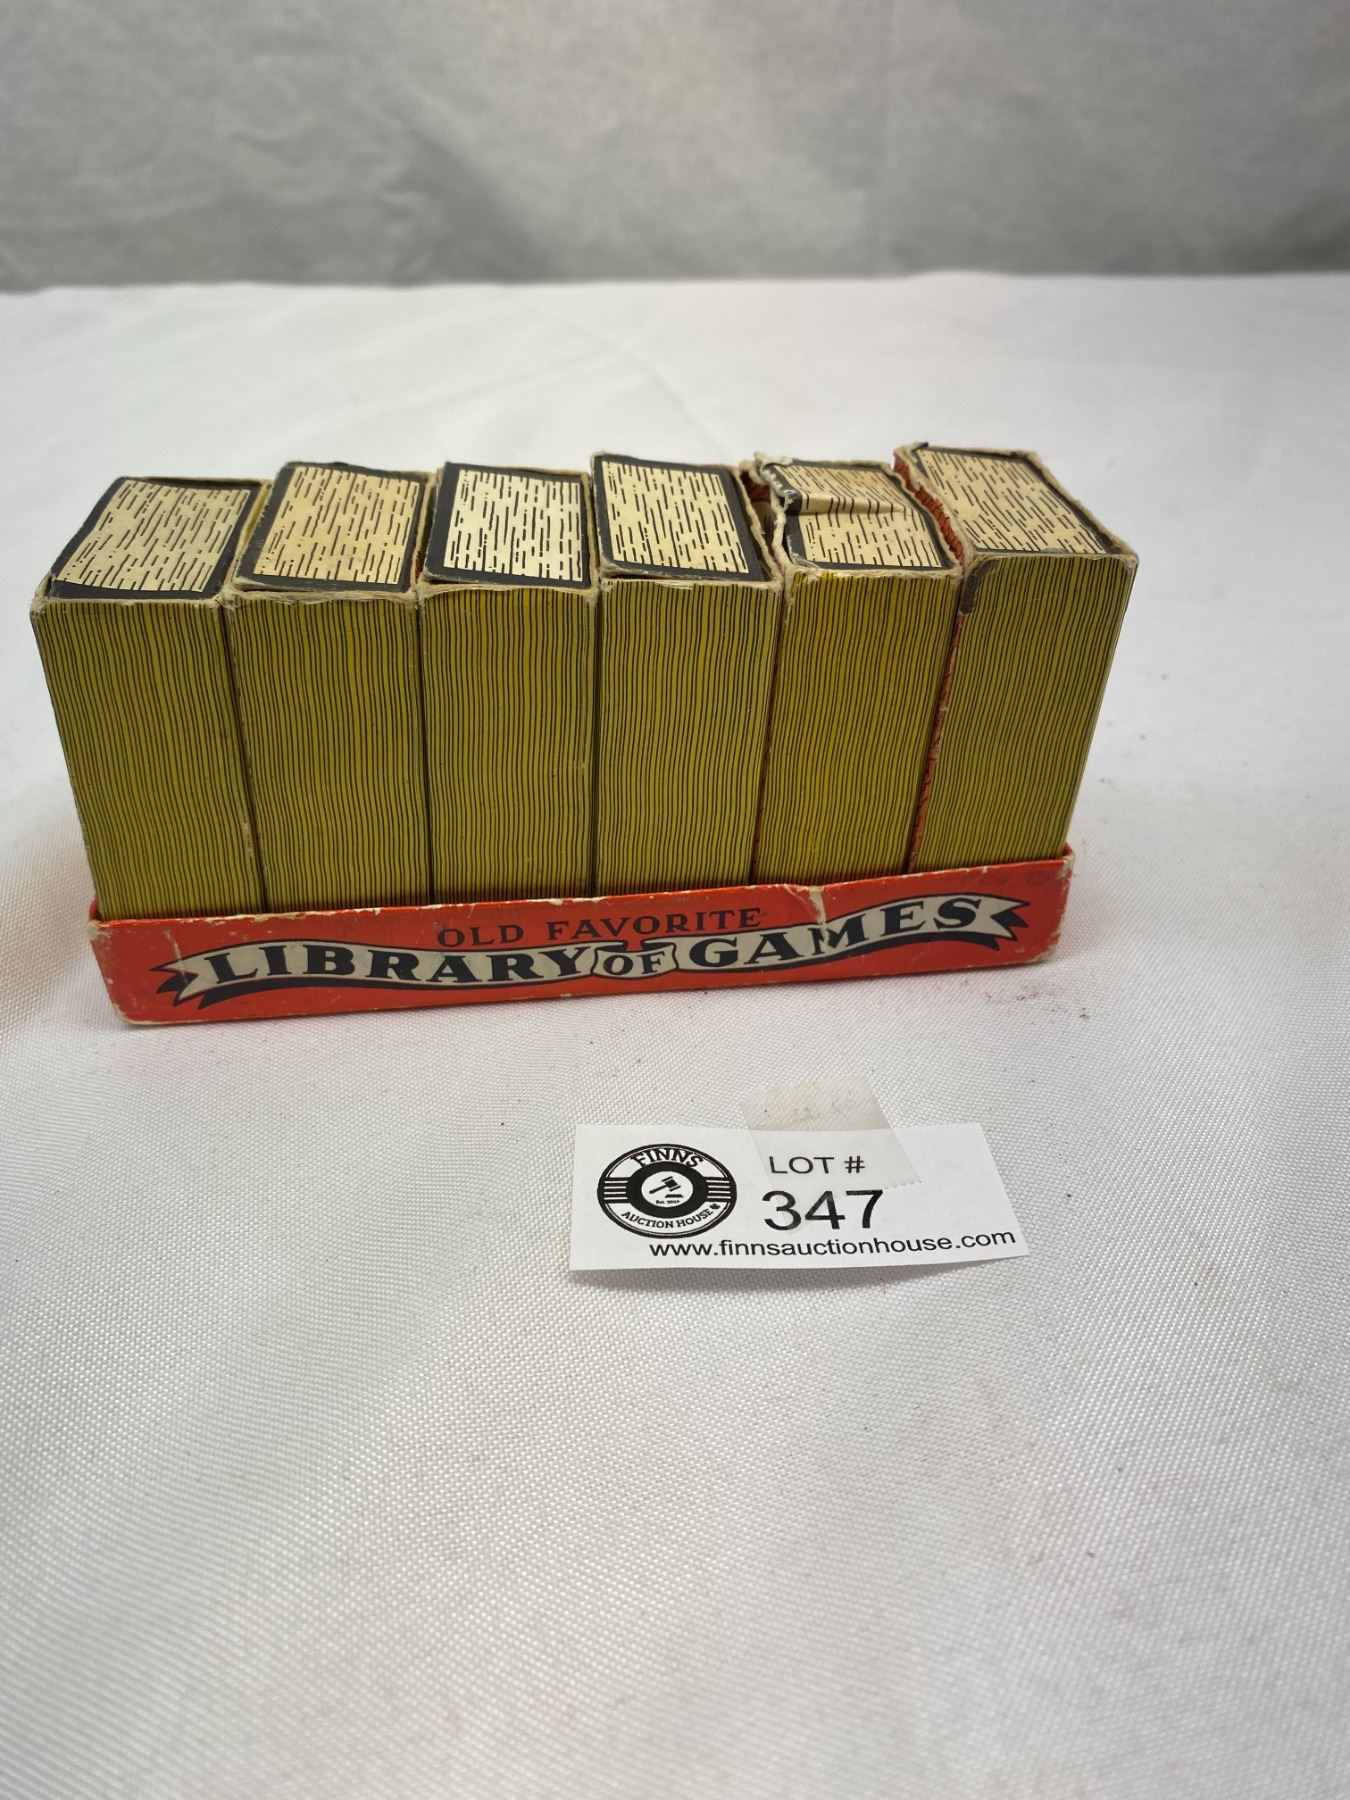 OLD FAVORITE
LIBRARY OF GAMES
FINNS
AUCTION HOUSE
LOT #
347
www.finnsauctionhouse.com